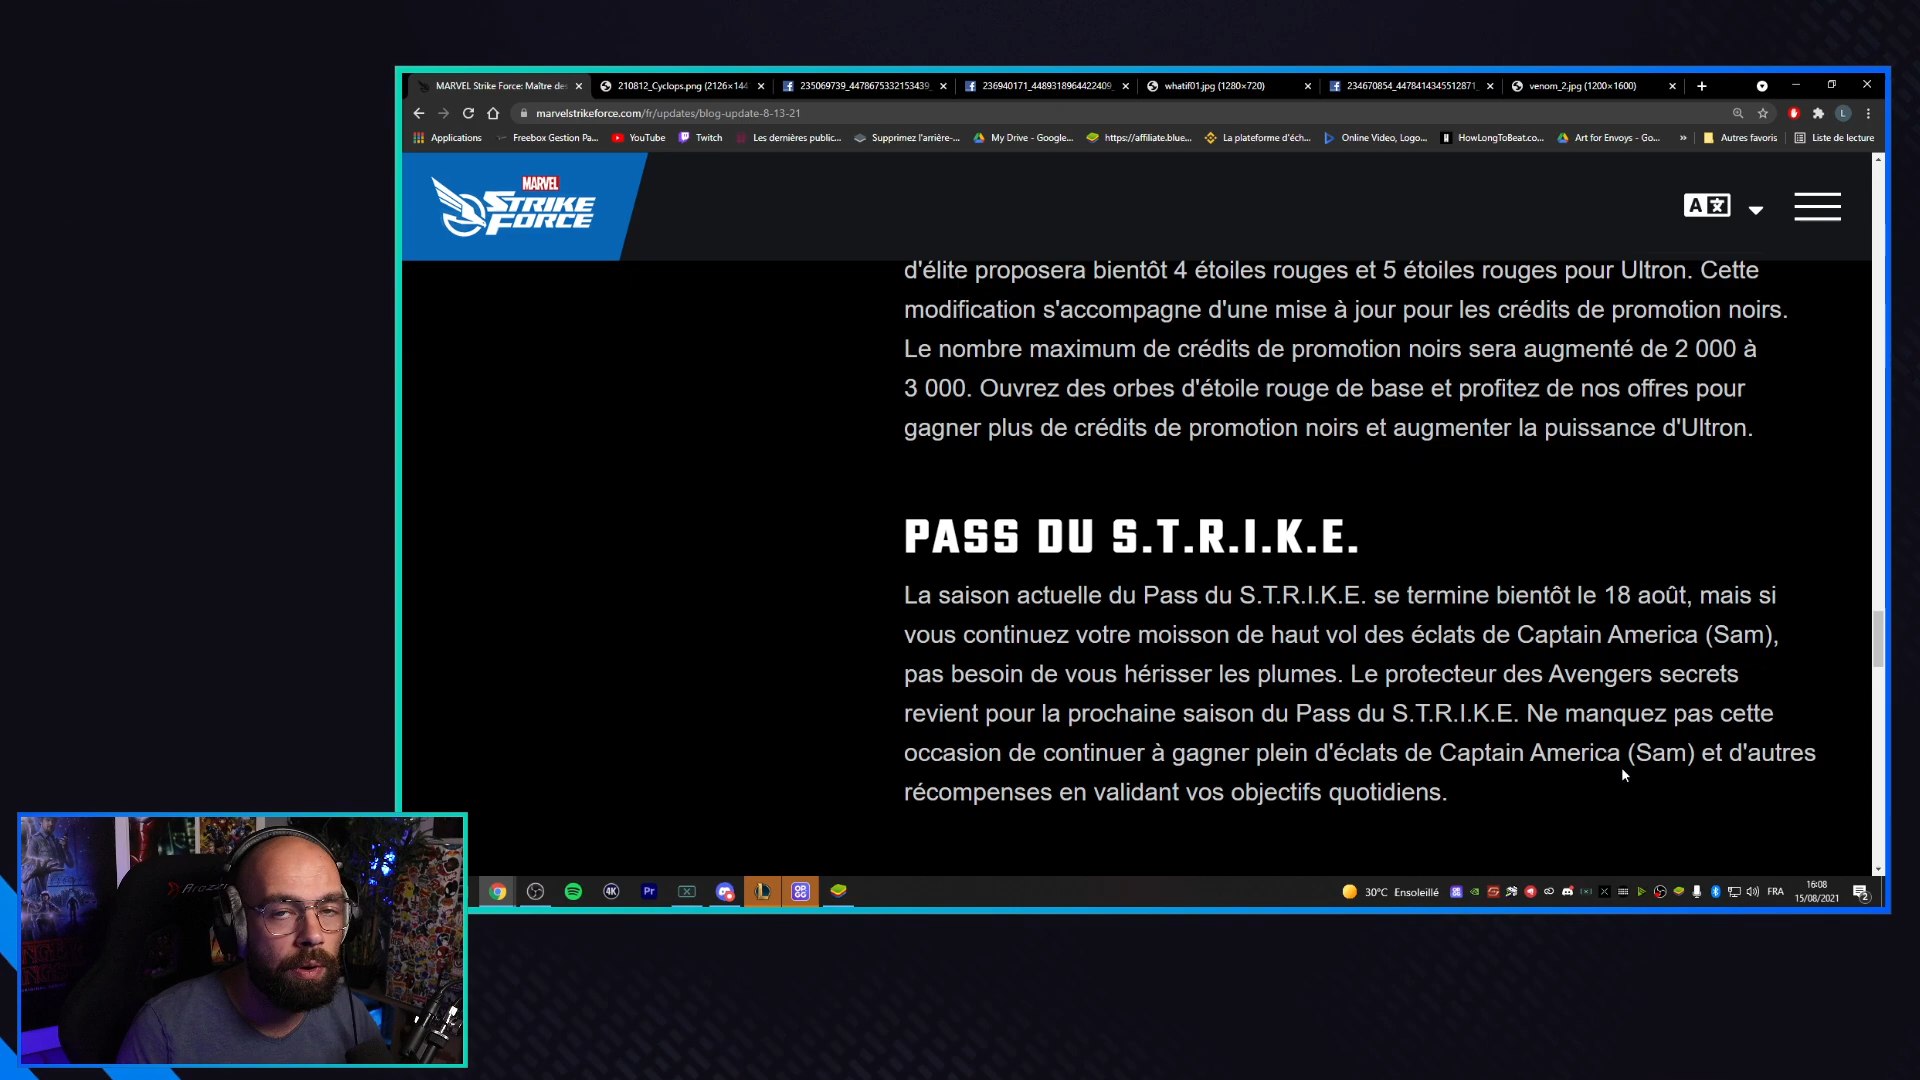 MARVEL Strike Force: Maître des
210812_Cyclops.png (2126×144
235069739_4478675332153439_
236940171_4489318964422409_
whatif01.jpg (1280×720)
234670854_4478414345512871_
venom_2.jpg (1200×1600)
marvelstrikeforce.com/fr/updates/blog-update-8-13-21
Applications
Freebox Gestion Pa...
YouTube
Twitch
Les dernières public...
Supprimez l'arrière-...
My Drive - Google...
https://affiliate.blue...
La plateforme d'éch...
Online Video, Logo...
HowLongToBeat.co...
Art for Envoys - Go...
»
Autres favoris
Liste de lecture
MARVEL
STRIKE
FORCE
d'élite proposera bientôt 4 étoiles rouges et 5 étoiles rouges pour Ultron. Cette
modification s'accompagne d'une mise à jour pour les crédits de promotion noirs.
Le nombre maximum de crédits de promotion noirs sera augmenté de 2 000 à
3 000. Ouvrez des orbes d'étoile rouge de base et profitez de nos offres pour
gagner plus de crédits de promotion noirs et augmenter la puissance d'Ultron.
PASS DU S.T.R.I.K.E.
La saison actuelle du Pass du S.T.R.I.K.E. se termine bientôt le 18 août, mais si
vous continuez votre moisson de haut vol des éclats de Captain America (Sam),
pas besoin de vous hérisser les plumes. Le protecteur des Avengers secrets
revient pour la prochaine saison du Pass du S.T.R.I.K.E. Ne manquez pas cette
occasion de continuer à gagner plein d'éclats de Captain America (Sam) et d'autres
récompenses en validant vos objectifs quotidiens.
4K
Pr
OP
GG
30°C Ensoleillé
FRA
16:08
15/08/2021
2